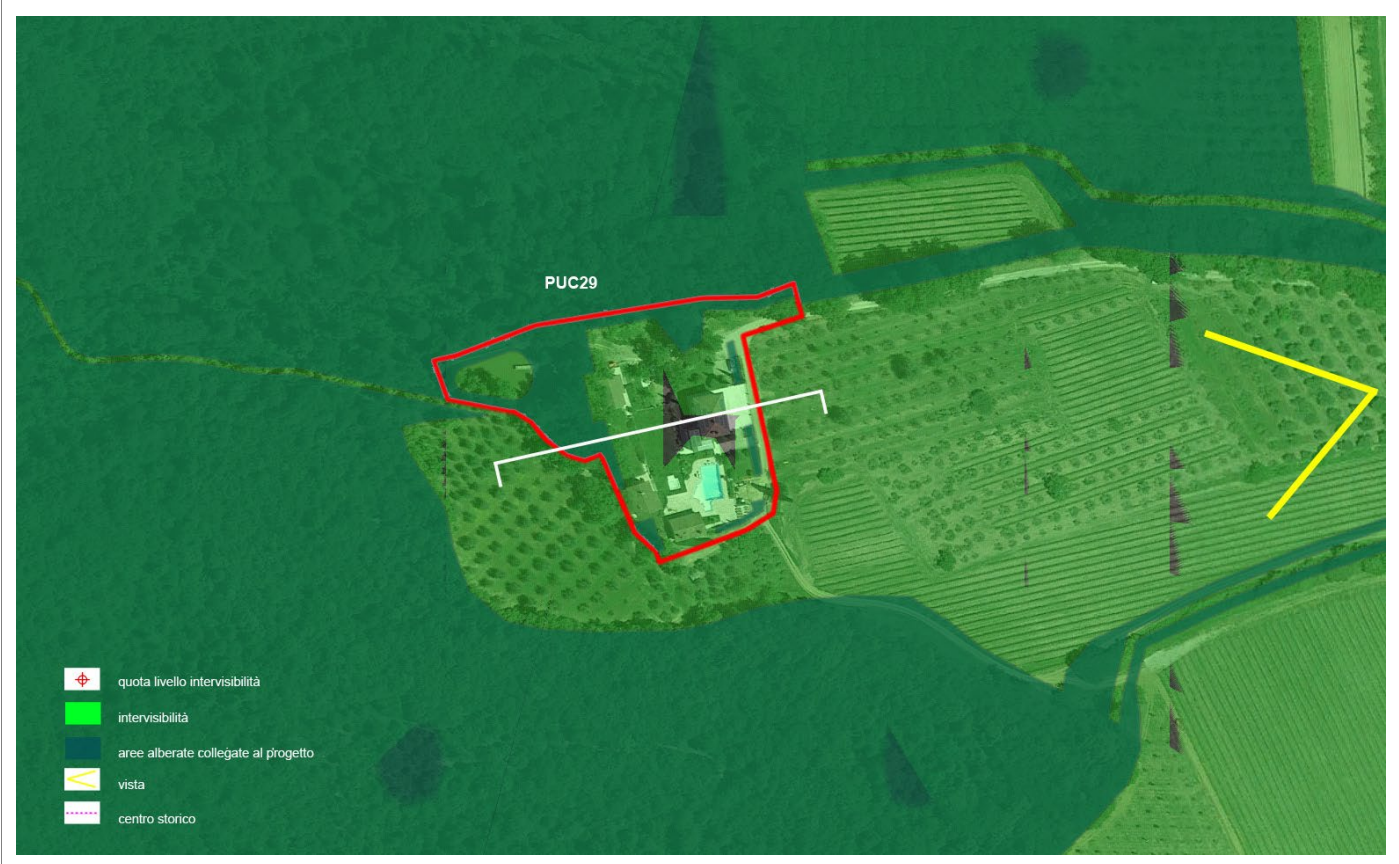 PUC29
quota livello intervisibilità
intervisibilità
aree alberate collegate al progetto
vista
centro storico